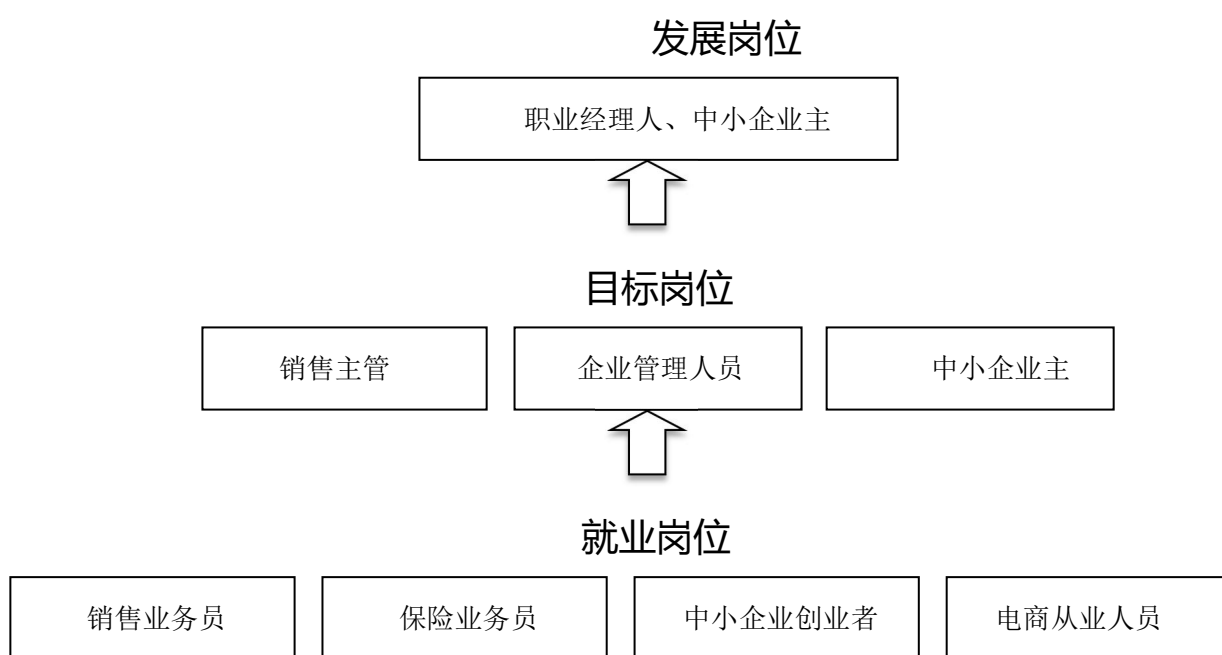 发展岗位
职业经理人、中小企业主
目标岗位
销售主管
企业管理人员
中小企业主
就业岗位
销售业务员
保险业务员
中小企业创业者
电商从业人员